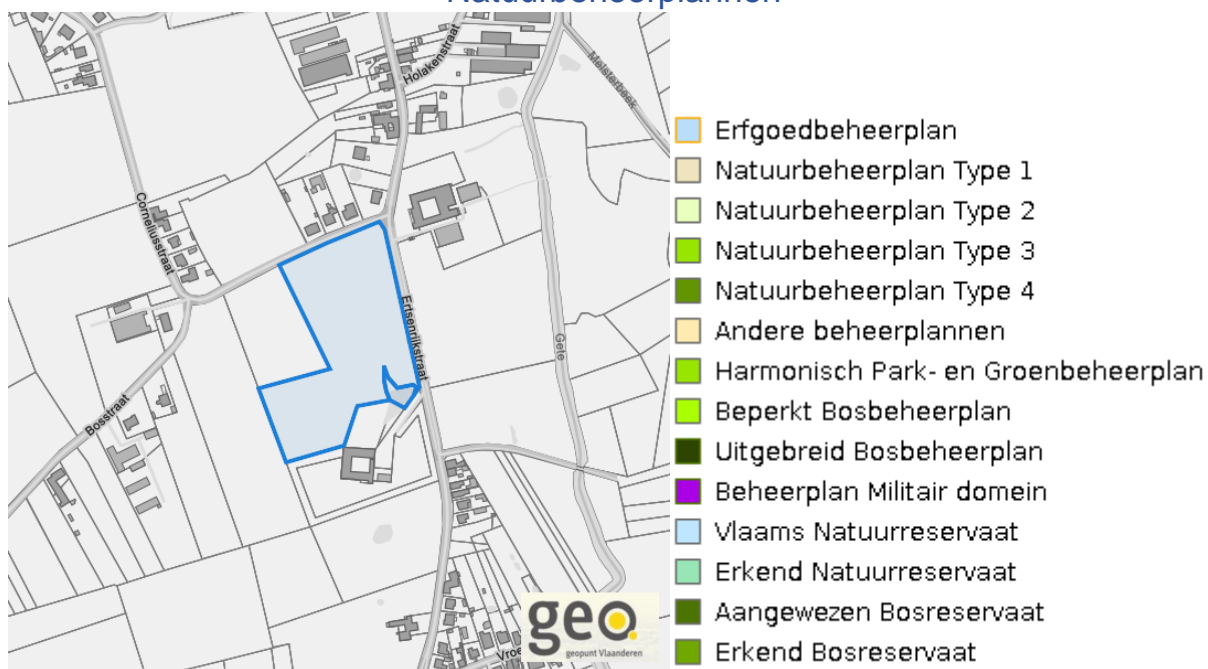 Natuurbeheerplannen
Holakenstraat
Meisterbeek
Corneliusstraat
Ertsenrijkstraat
Gete
Bosstraat
Vroe
geo
geopunt Vlaanderen
Erfgoedbeheerplan
Natuurbeheerplan Type 1
Natuurbeheerplan Type 2
Natuurbeheerplan Type 3
Natuurbeheerplan Type 4
Andere beheerplannen
Harmonisch Park- en Groenbeheerplan
Beperkt Bosbeheerplan
Uitgebreid Bosbeheerplan
Beheerplan Militair domein
Vlaams Natuurreservaat
Erkend Natuurreservaat
Aangewezen Bosreservaat
Erkend Bosreservaat